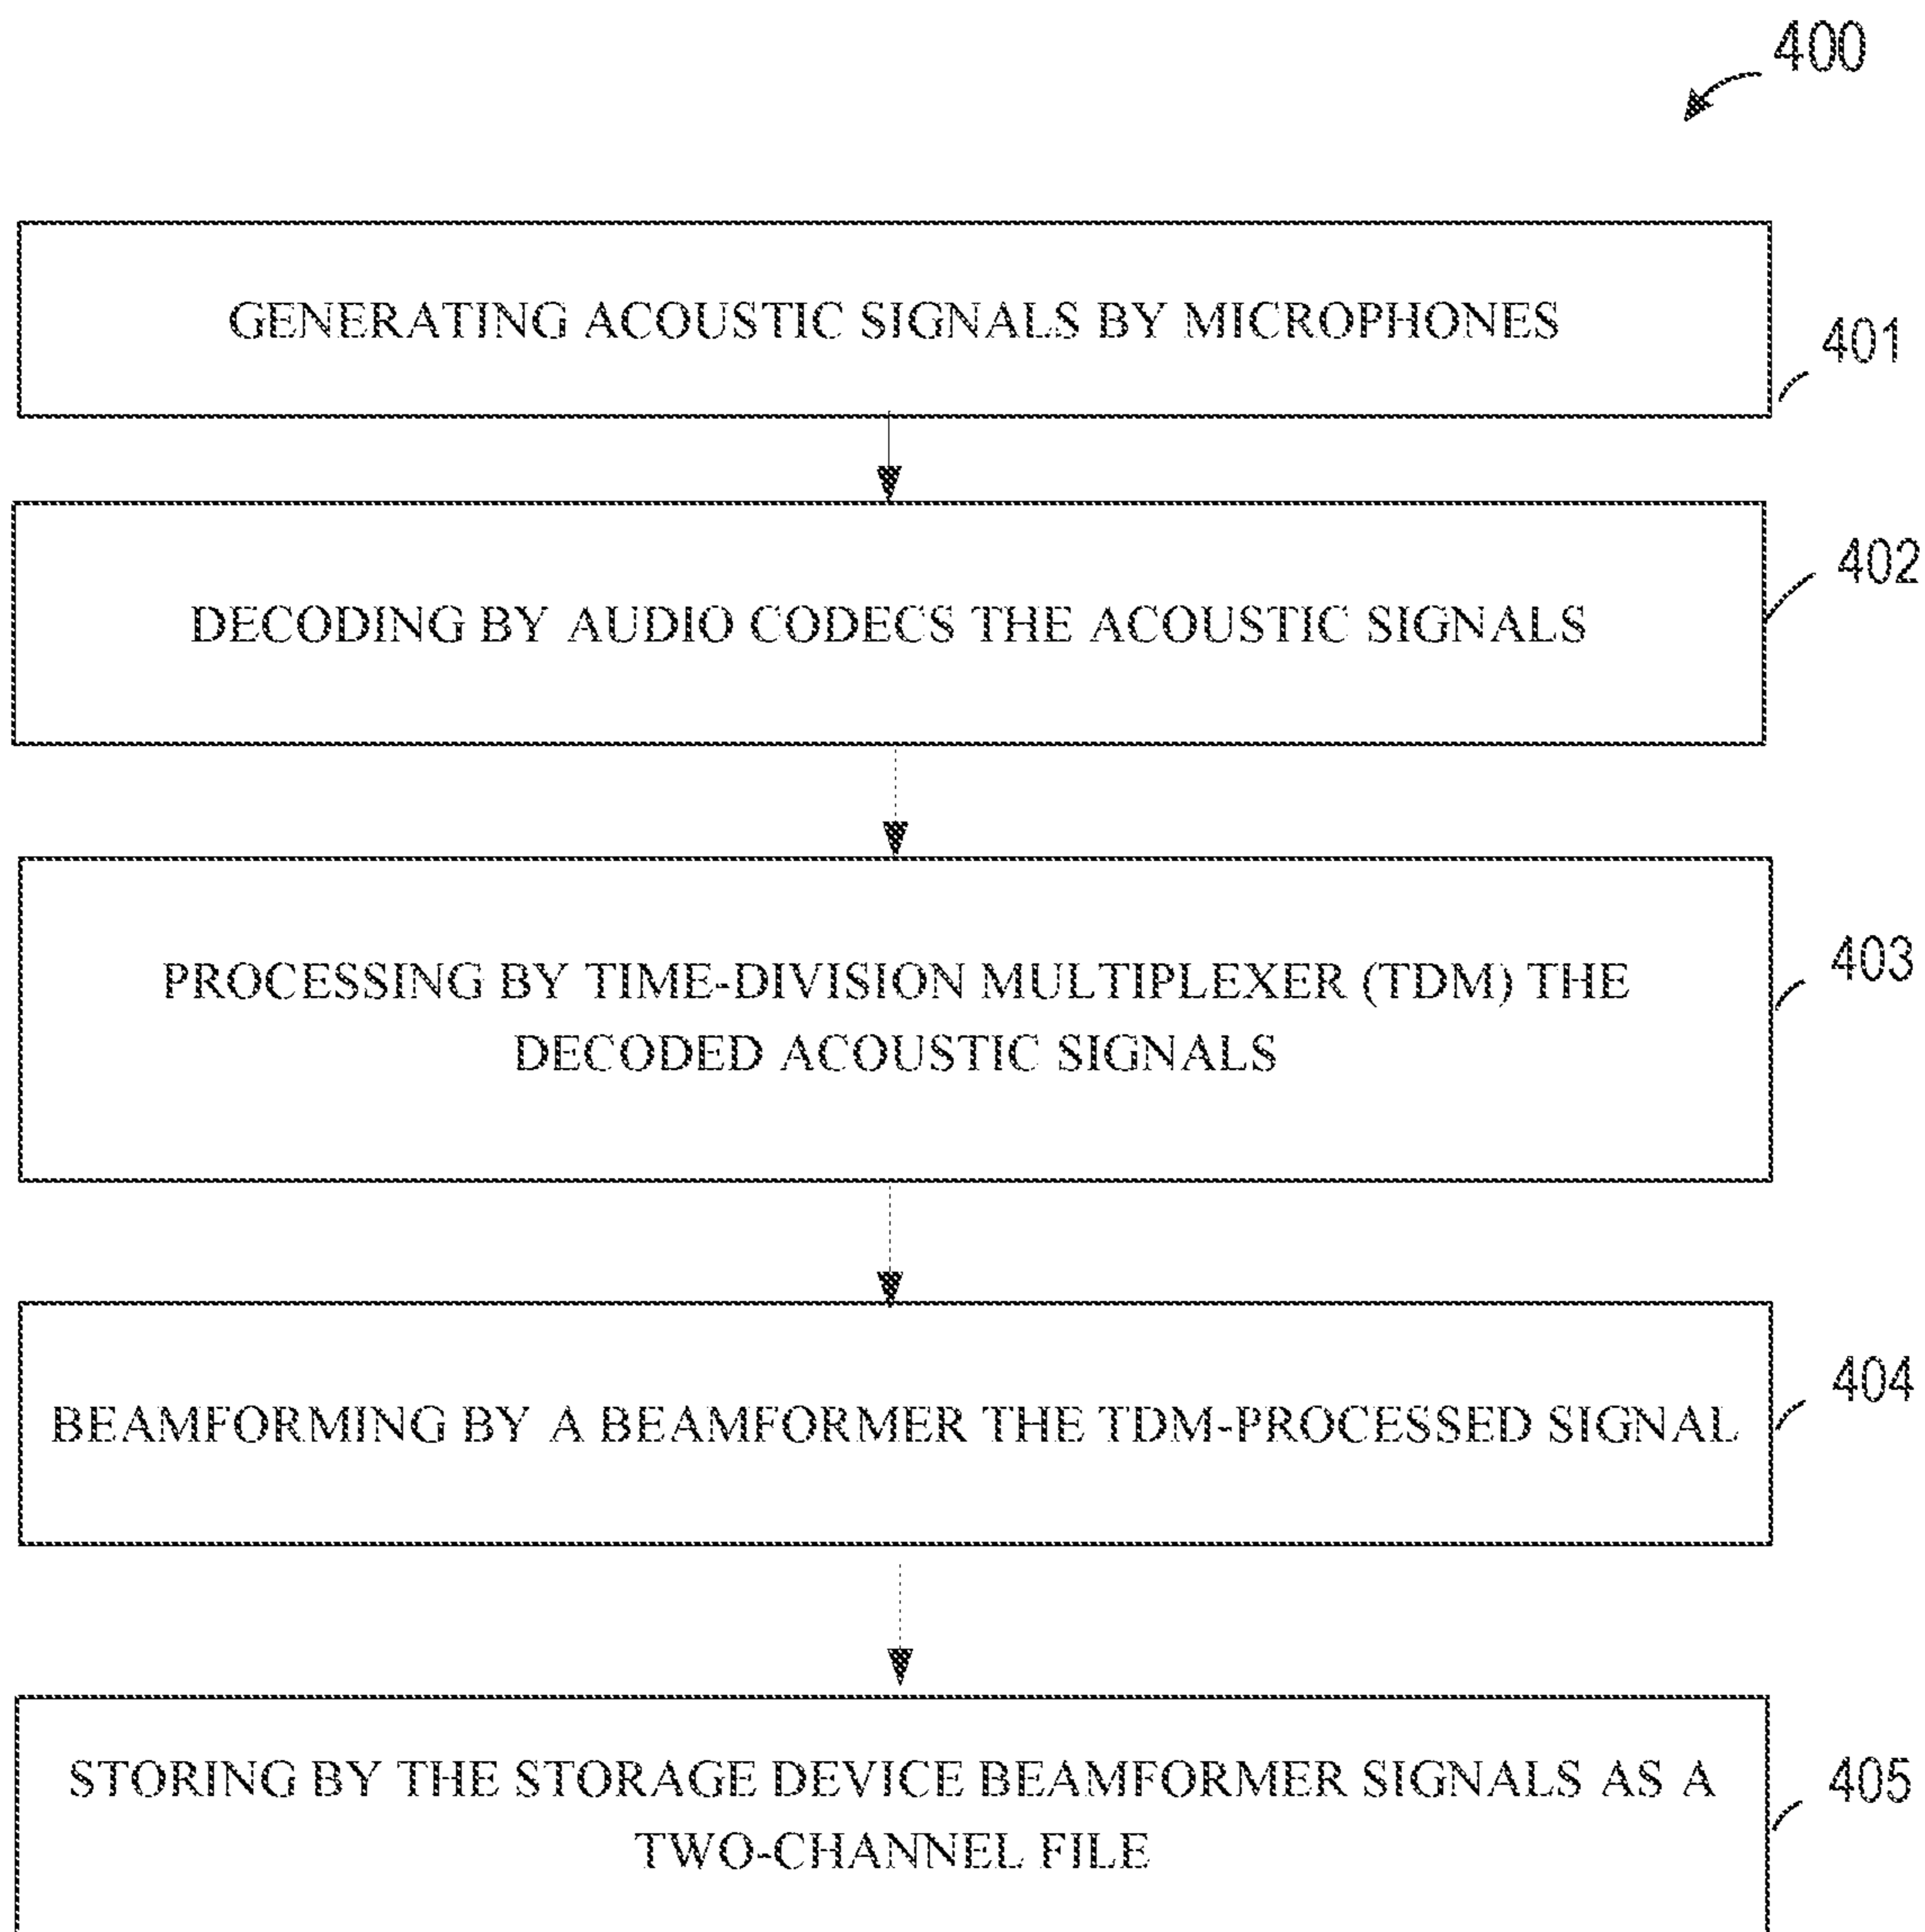 400
GENERATING ACOUSTIC SIGNALS BY MICROPHONES
401
DECODING BY AUDIO CODECS THE ACOUSTIC SIGNALS
402
PROCESSING BY TIME-DIVISION MULTIPLEXER (TDM) THE
DECODED ACOUSTIC SIGNALS
403
BEAMFORMING BY A BEAMFORMER THE TDM-PROCESSED SIGNAL
404
STORING BY THE STORAGE DEVICE BEAMFORMER SIGNALS AS A
TWO-CHANNEL FILE
405